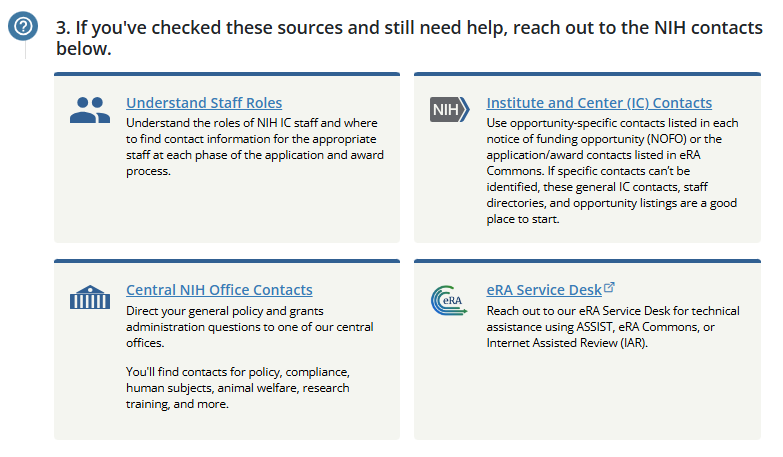 3. If you've checked these sources and still need help, reach out to the NIH contacts
below.
Understand Staff Roles
Understand the roles of NIH IC staff and where
to find contact information for the appropriate
staff at each phase of the application and award
process.
NIH
Institute and Center (IC) Contacts
Use opportunity-specific contacts listed in each
notice of funding opportunity (NOFO) or the
application/award contacts listed in eRA
Commons. If specific contacts can't be
identified, these general IC contacts, staff
directories, and opportunity listings are a good
place to start.
Central NIH Office Contacts
Direct your general policy and grants
administration questions to one of our central
offices.
You'll find contacts for policy, compliance,
human subjects, animal welfare, research
training, and more.
eRA
eRA Service Desk
Reach out to our eRA Service Desk for technical
assistance using ASSIST, eRA Commons, or
Internet Assisted Review (IAR).